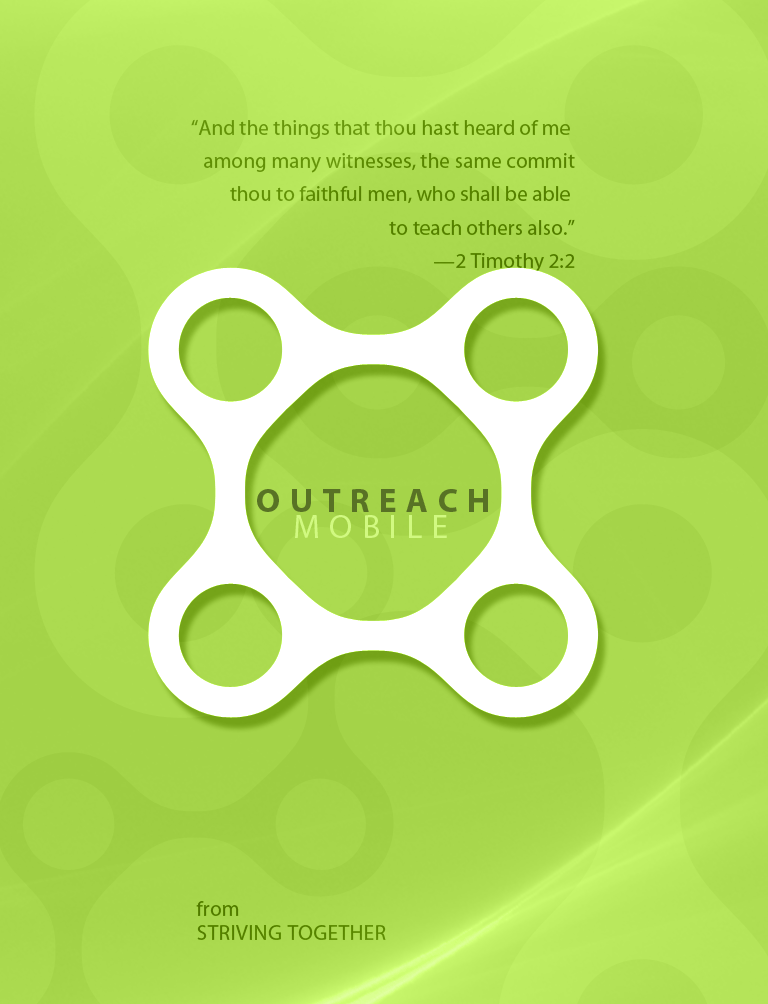 “And the things that thou hast heard of me
among many witnesses, the same commit
thou to faithful men, who shall be able
to teach others also.”
—2 Timothy 2:2
OUTREACH
MOBILE
from
STRIVING TOGETHER